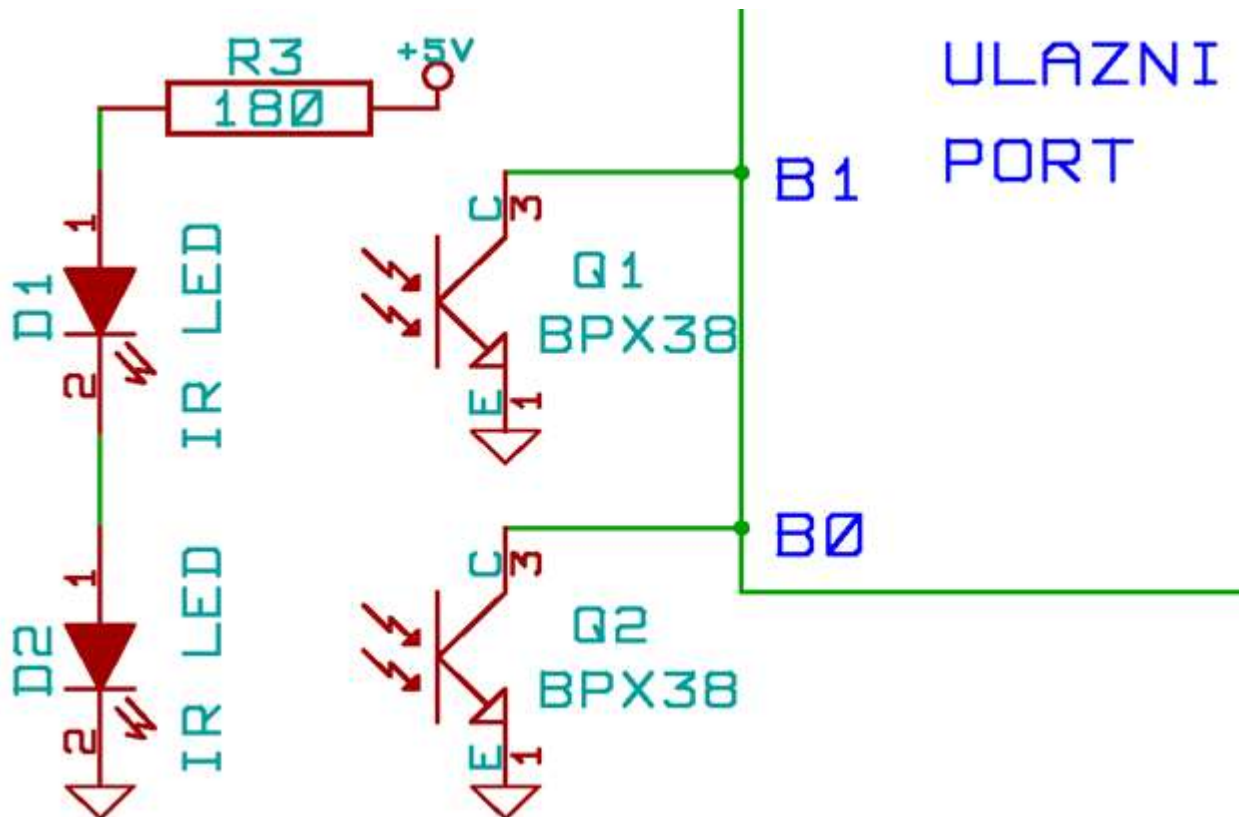 R3
180
+5V
ULAZNI
PORT
B1
1
D1
2
IR LED
C
3
Q1
BPX38
E
1
B0
1
D2
2
IR LED
C
3
Q2
BPX38
E
1